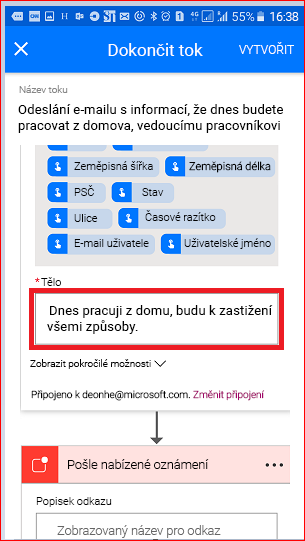 55% 16:38
Dokončit tok VYTVOŘIT
Název toku
Odeslání e-mailu s informací, že dnes budete
pracovat z domova, vedoucímu pracovníkovi
Zeměpisná šířka Zeměpisná délka
PSČ Stav
Ulice Časové razítko
E-mail uživatele Uživatelské jméno
*Tělo
Dnes pracuji z domu, budu k zastižení
všemi způsoby.
Zobrazit pokročilé možnosti
Připojeno k deonhe@microsoft.com. Změnit připojení
Pošle nabízené oznámení
Popisek odkazu
Zobrazovaný název pro odkaz